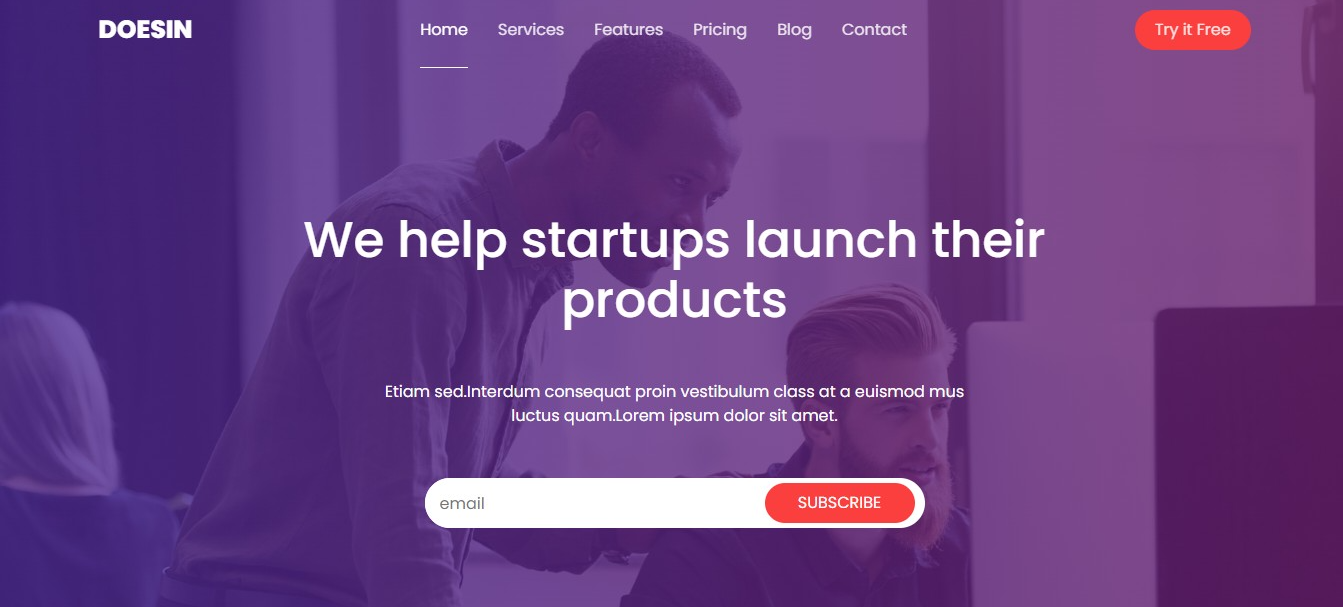 DOESIN
Home Services Features Pricing Blog Contact
Try it Free
We help startups launch their
products
Etiam sed.Interdum consequat proin vestibulum class at a euismod mus
luctus quam.Lorem ipsum dolor sit amet.
email
SUBSCRIBE